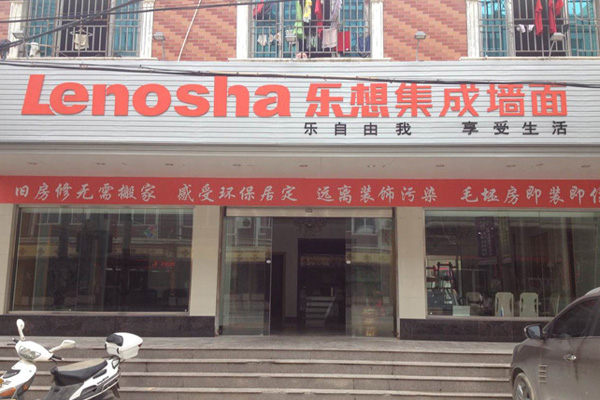 Lenosha 乐想集成墙面
乐自由我 享受生活
旧房修无需搬家 感受环保居定 远离装饰污染 毛坯房即装即住